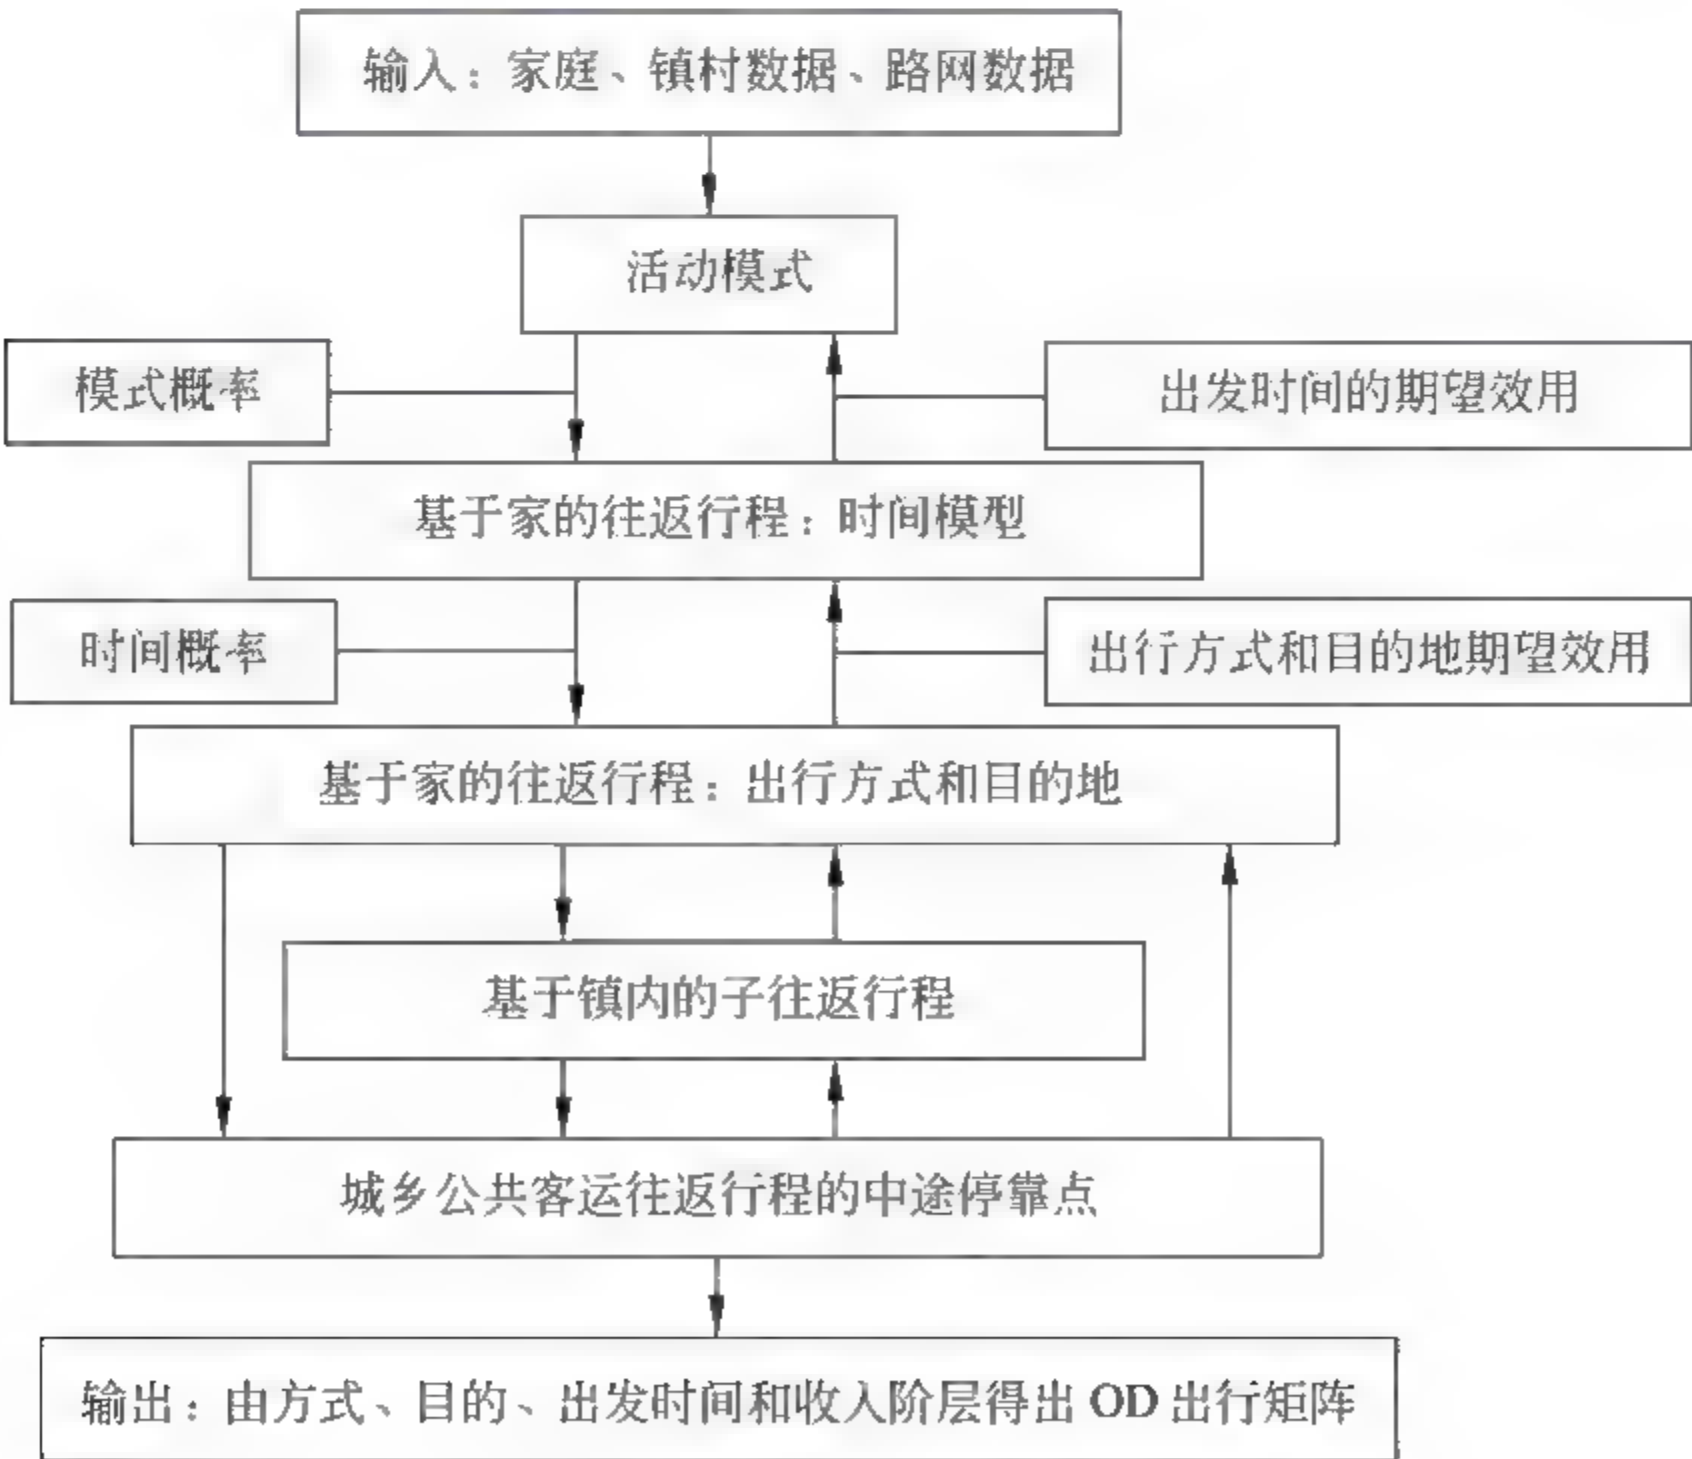 输入：家庭、镇村数据、路网数据
活动模式
模式概率
出发时间的期望效用
基于家的往返行程：时间模型
时间概率
出行方式和目的地期望效用
基于家的往返行程：出行方式和目的地
基于镇内的子往返行程
城乡公共客运往返行程的中途停靠点
输出：由方式、目的、出发时间和收入阶层得出 OD 出行矩阵